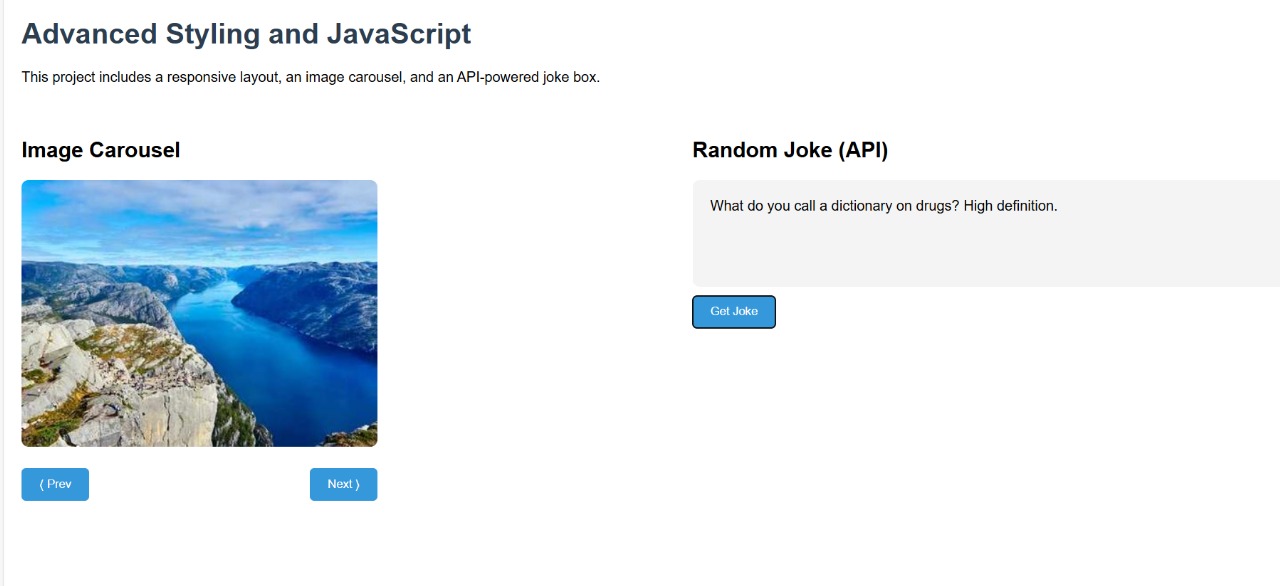 Advanced Styling and JavaScript
This project includes a responsive layout, an image carousel, and an API-powered joke box.
Image Carousel
Random Joke (API)
What do you call a dictionary on drugs? High definition.
Get Joke
⟨ Prev
Next ⟩